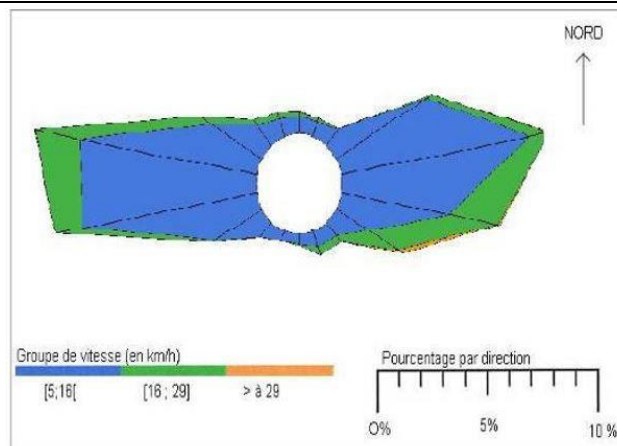 NORD
Groupe de vitesse (en km/h)
[5;16[
[16 ; 29]
> à 29
Pourcentage par direction
0%
5%
10 %